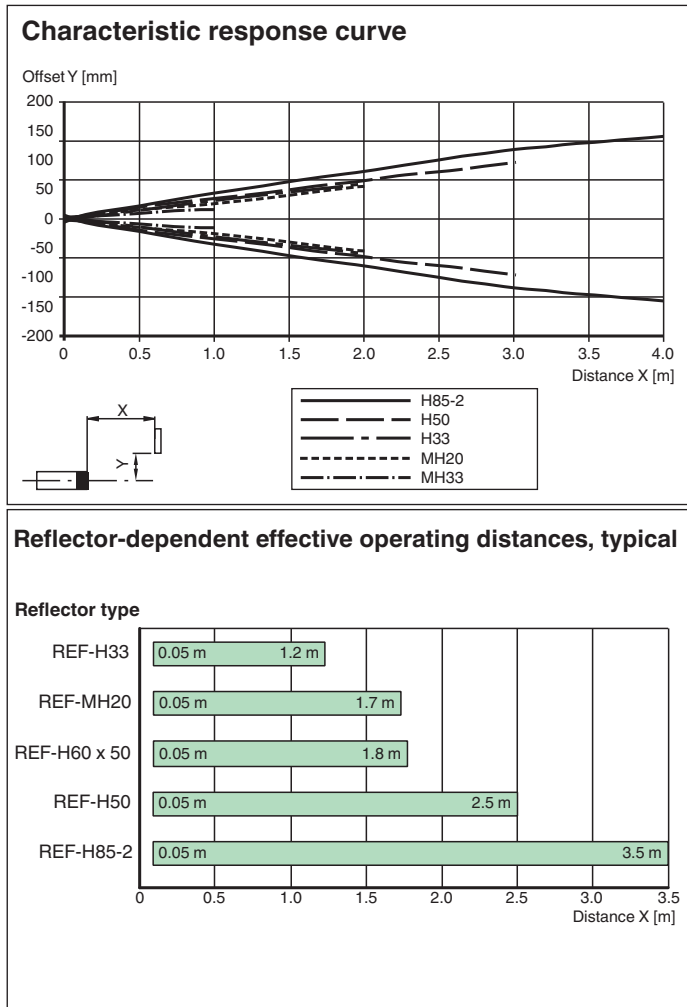 Characteristic response curve
Offset Y [mm]
200
150
100
50
0
-50
-100
-150
-200
0 0.5 1.0 1.5 2.0 2.5 3.0 3.5 4.0
Distance X [m]
X
Y
H85-2
H50
H33
MH20
MH33
Reflector-dependent effective operating distances, typical
Reflector type
REF-H33 0.05 m 1.2 m
REF-MH20 0.05 m 1.7 m
REF-H60 x 50 0.05 m 1.8 m
REF-H50 0.05 m 2.5 m
REF-H85-2 0.05 m 3.5 m
0 0.5 1.0 1.5 2.0 2.5 3.0 3.5
Distance X [m]